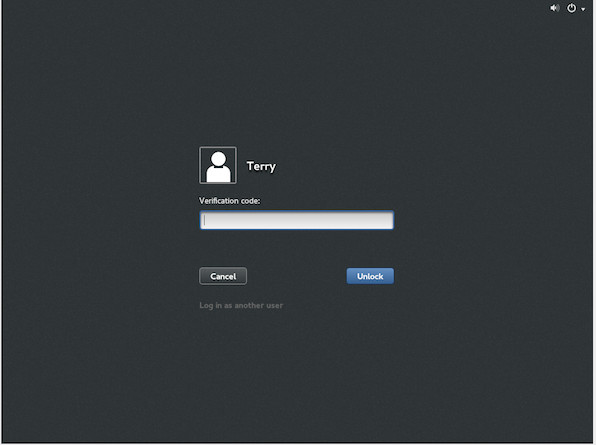 Terry
Verification code:
Cancel
Unlock
Log in as another user